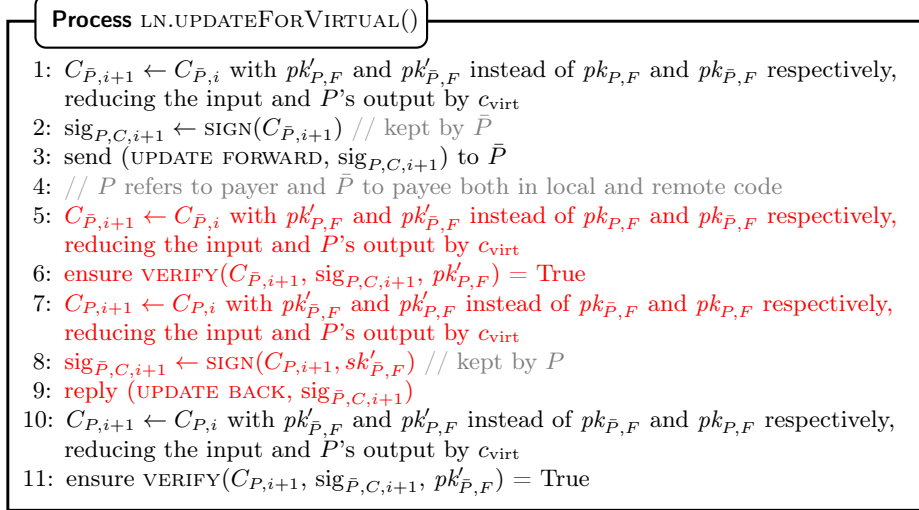 Process LN.UPDATEFORVIRTUAL()
1: C_{P̄,i+1} ← C_{P̄,i} with pk′_{P,F} and pk′_{P̄,F} instead of pk_{P,F} and pk_{P̄,F} respectively,
reducing the input and P's output by c_virt
2: sig_{P,C,i+1} ← SIGN(C_{P̄,i+1}) // kept by P̄
3: send (UPDATE FORWARD, sig_{P,C,i+1}) to P̄
4: // P refers to payer and P̄ to payee both in local and remote code
5: C_{P̄,i+1} ← C_{P̄,i} with pk′_{P,F} and pk′_{P̄,F} instead of pk_{P,F} and pk_{P̄,F} respectively,
reducing the input and P's output by c_virt
6: ensure VERIFY(C_{P̄,i+1}, sig_{P,C,i+1}, pk′_{P,F}) = True
7: C_{P,i+1} ← C_{P,i} with pk′_{P̄,F} and pk′_{P,F} instead of pk_{P̄,F} and pk_{P,F} respectively,
reducing the input and P's output by c_virt
8: sig_{P̄,C,i+1} ← SIGN(C_{P,i+1}, sk′_{P̄,F}) // kept by P
9: reply (UPDATE BACK, sig_{P̄,C,i+1})
10: C_{P,i+1} ← C_{P,i} with pk′_{P̄,F} and pk′_{P,F} instead of pk_{P̄,F} and pk_{P,F} respectively,
reducing the input and P's output by c_virt
11: ensure VERIFY(C_{P,i+1}, sig_{P̄,C,i+1}, pk′_{P̄,F}) = True